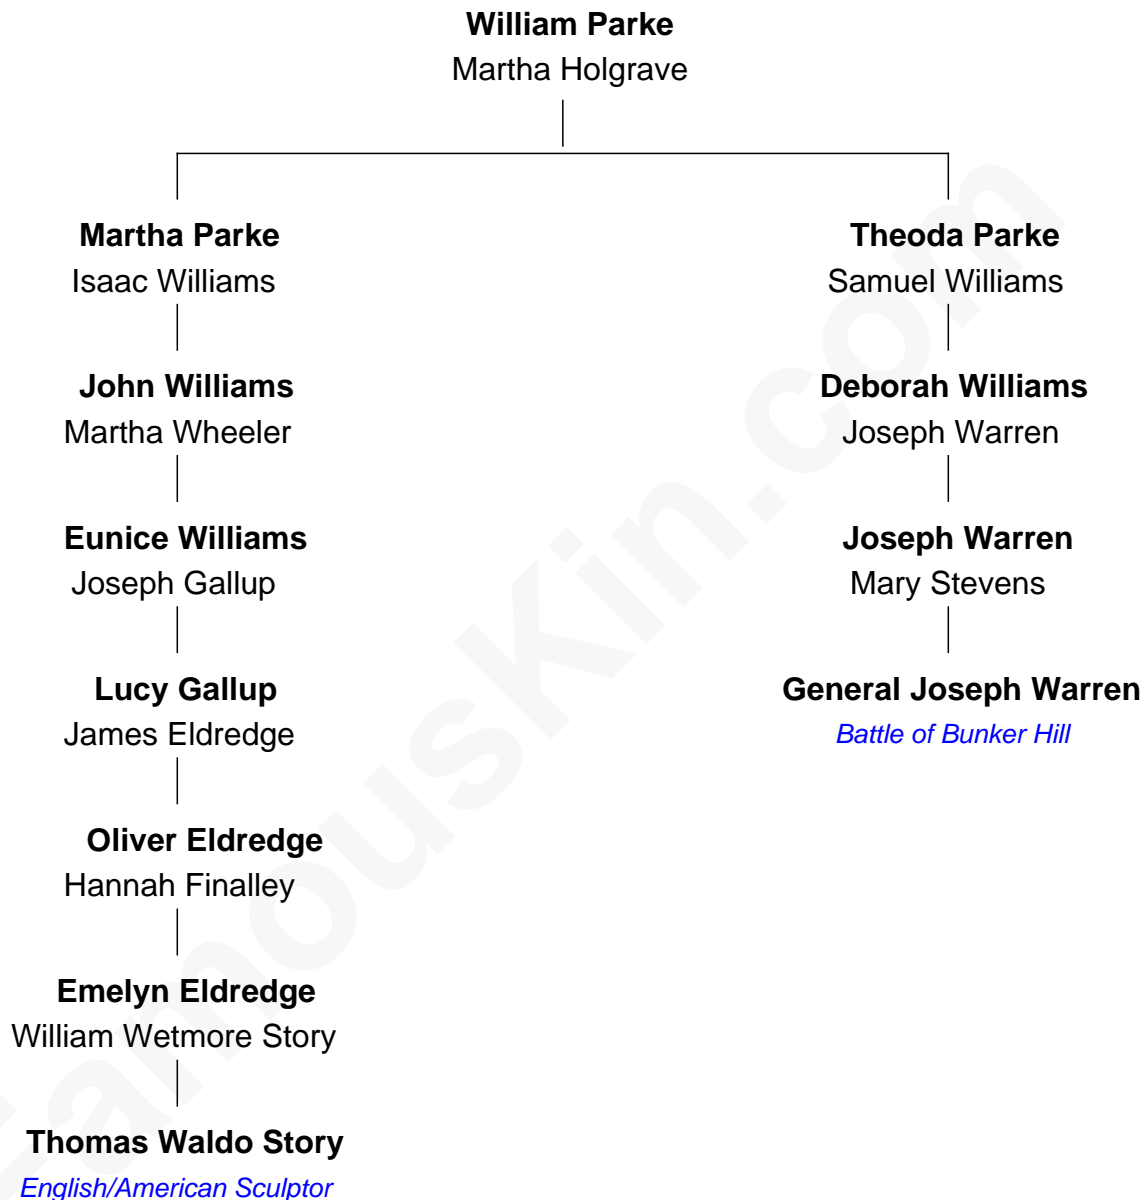 William Parke
Martha Holgrave
Martha Parke
Isaac Williams
Theoda Parke
Samuel Williams
John Williams
Martha Wheeler
Deborah Williams
Joseph Warren
Eunice Williams
Joseph Gallup
Joseph Warren
Mary Stevens
Lucy Gallup
James Eldredge
General Joseph Warren
Battle of Bunker Hill
Oliver Eldredge
Hannah Finalley
Emelyn Eldredge
William Wetmore Story
Thomas Waldo Story
English/American Sculptor
FamousKin.com